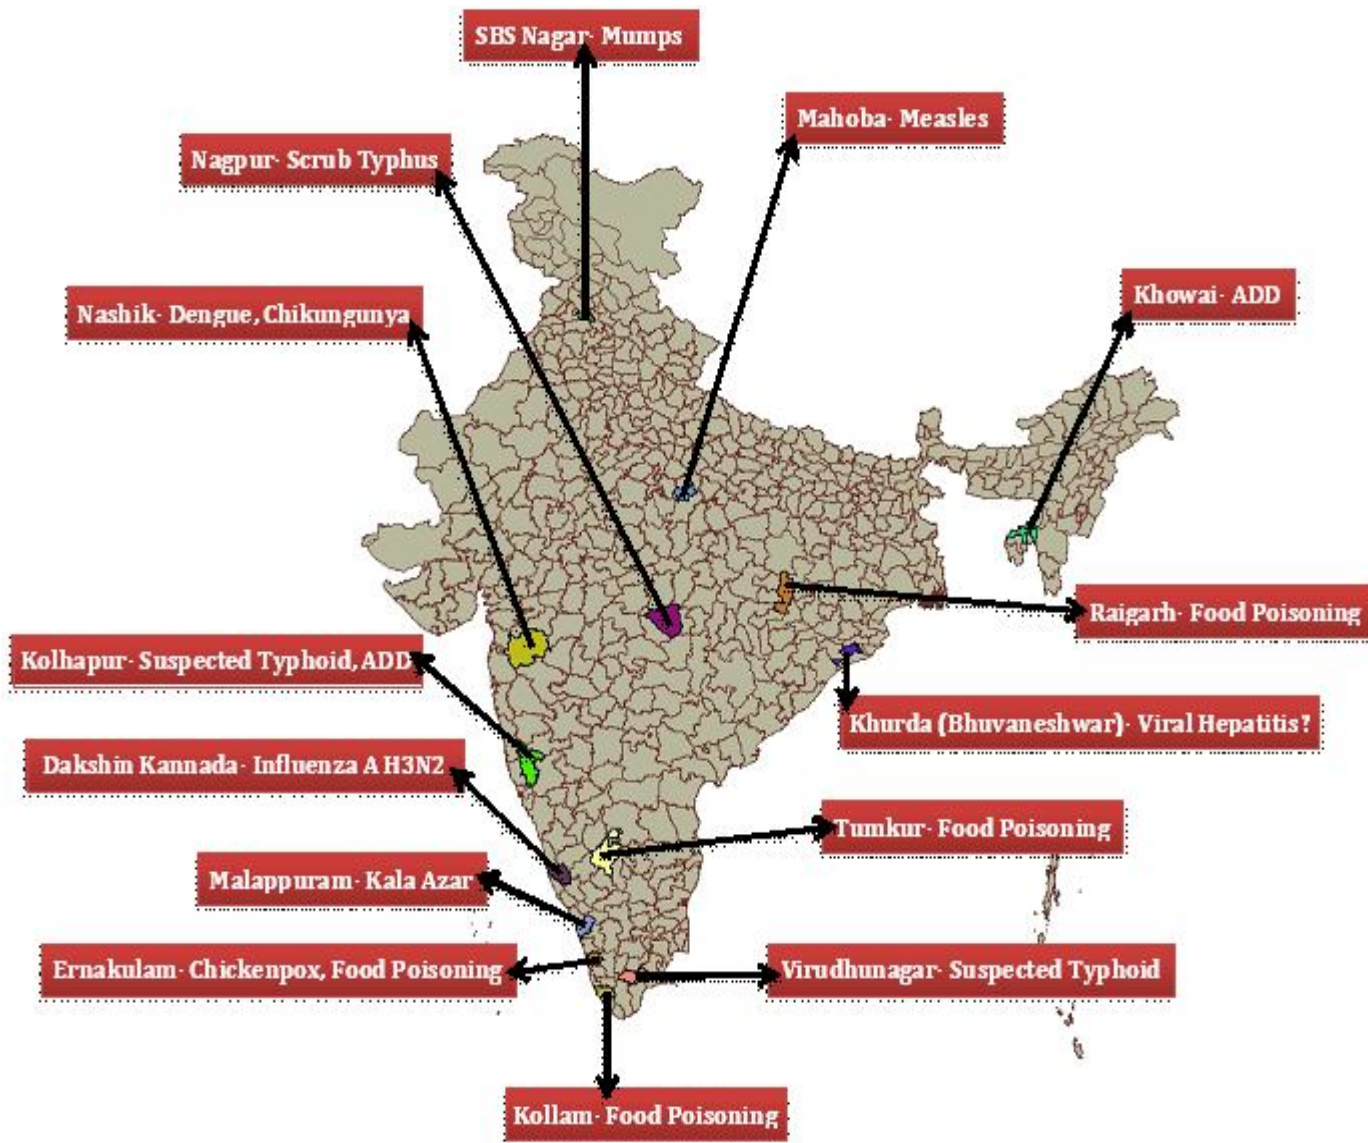 SBS Nagar- Mumps
Mahoba- Measles
Nagpur- Scrub Typhus
Khowai- ADD
Nashik- Dengue, Chikungunya
Raigarh- Food Poisoning
Kolhapur- Suspected Typhoid, ADD
Khurda (Bhuvaneshwar)- Viral Hepatitis?
Dakshin Kannada- Influenza A H3N2
Tumkur- Food Poisoning
Malappuram- Kala Azar
Ernakulam- Chickenpox, Food Poisoning
Virudhunagar- Suspected Typhoid
Kollam- Food Poisoning